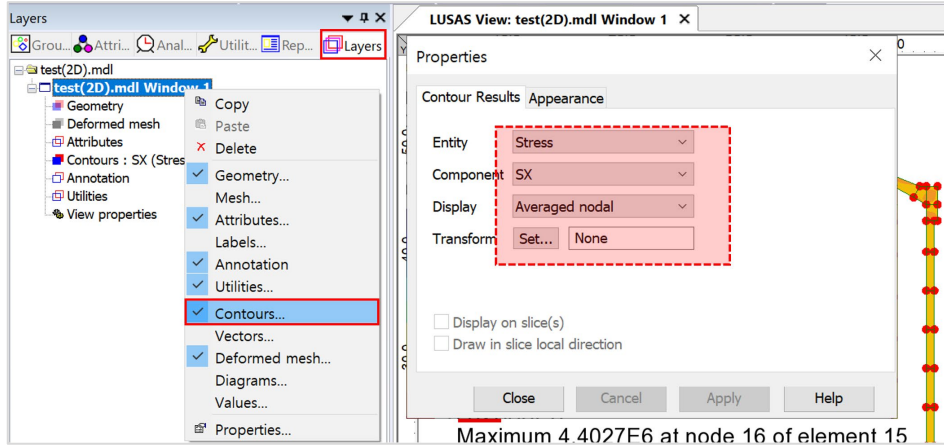 Layers
Grou... Attri... Anal... Utilit... Rep... Layers
test(2D).mdl
test(2D).mdl Window 1
Geometry
Deformed mesh
Attributes
Contours : SX (Stres
Annotation
Utilities
View properties
Copy
Paste
Delete
Geometry...
Mesh...
Attributes...
Labels...
Annotation
Utilities...
Contours...
Vectors...
Deformed mesh...
Diagrams...
Values...
Properties...
LUSAS View: test(2D).mdl Window 1
Properties
Contour Results Appearance
Entity Stress
Component SX
Display Averaged nodal
Transform Set... None
Display on slice(s)
Draw in slice local direction
Close Cancel Apply Help
Maximum 4.4027E6 at node 16 of element 15